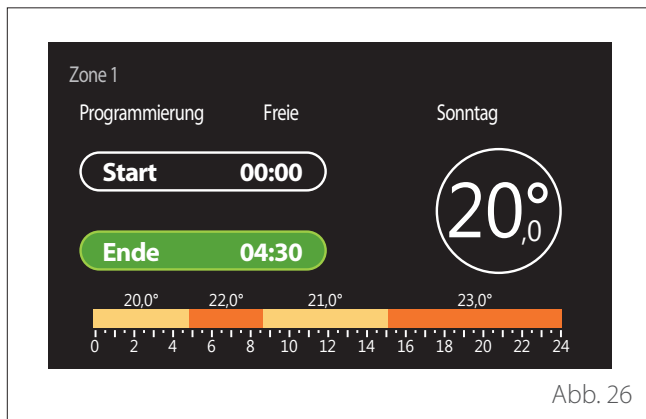 Zone 1
Programmierung Freie Sonntag
Start 00:00
20,0°
Ende 04:30
20,0° 22,0° 21,0° 23,0°
0 2 4 6 8 10 12 14 16 18 20 22 24
Abb. 26